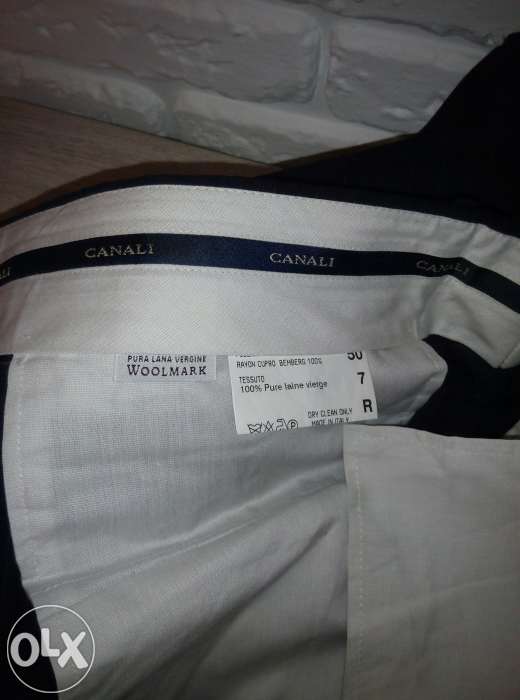 CANALI CANALI CANALI
PURA LANA VERGINE
WOOLMARK
50
RAYON CUPRO BEMBERG 100%
TESSUTO
7
100% Pure laine vierge
R
DRY CLEAN ONLY
MADE IN ITALY
OLX